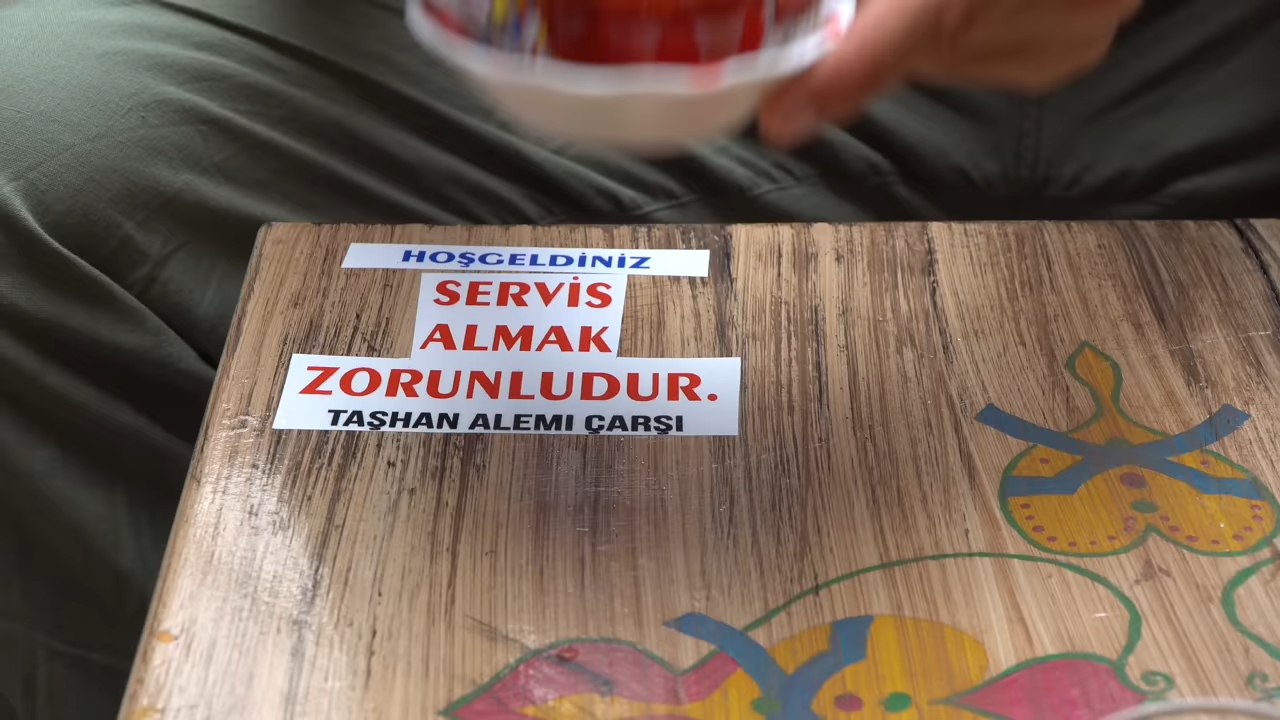 HOŞGELDİNİZ
SERVİS
ALMAK
ZORUNLUDUR.
TAŞHAN ALEMI ÇARŞI